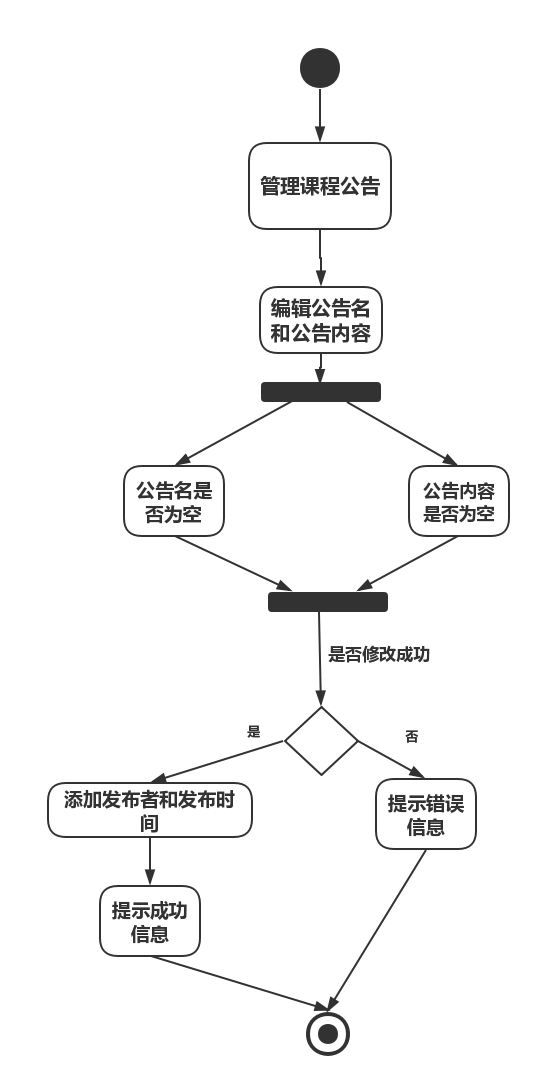 管理课程公告
编辑公告名
和公告内容
公告名是
否为空
公告内容
是否为空
是否修改成功
是
否
添加发布者和发布时
间
提示错误
信息
提示成功
信息